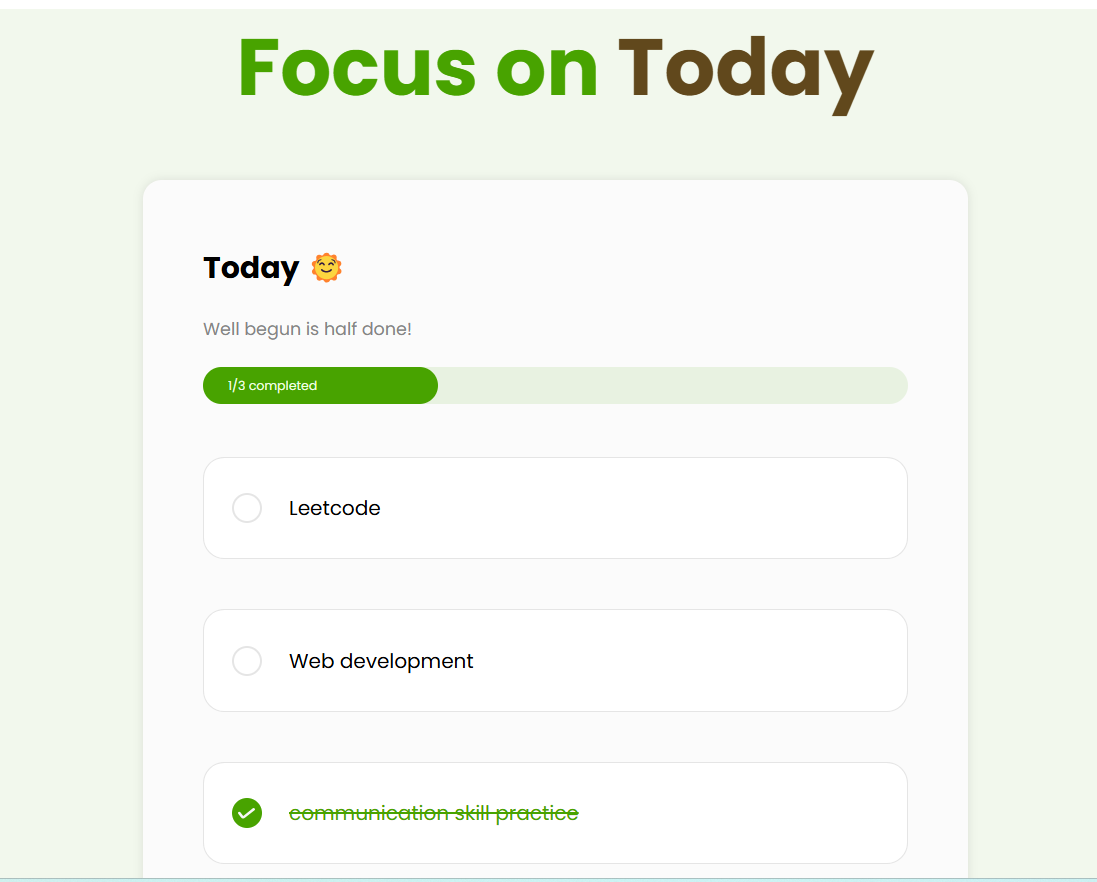 Focus on Today
Today
Well begun is half done!
1/3 completed
Leetcode
Web development
communication skill practice